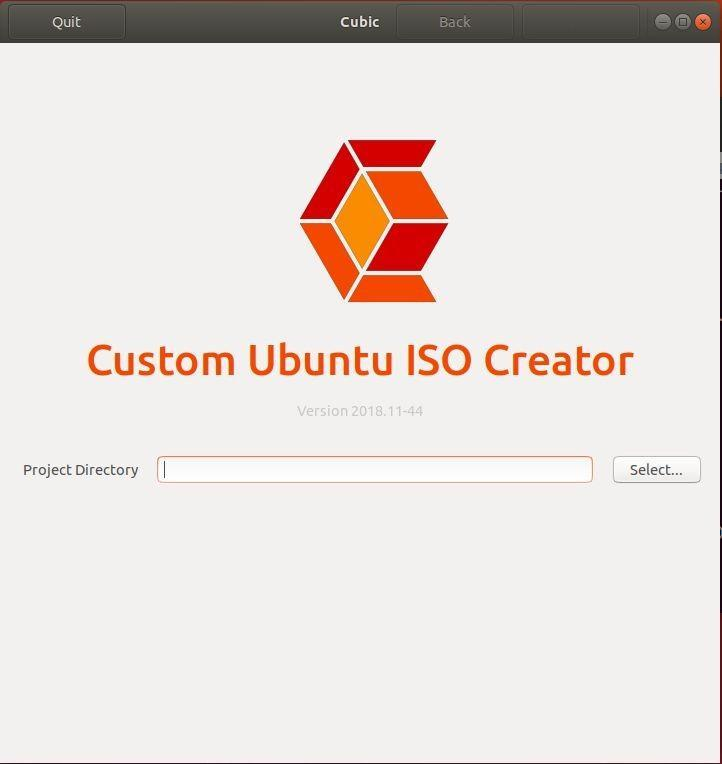 Quit
Cubic
Back
Custom Ubuntu ISO Creator
Version 2018.11-44
Project Directory
Select...